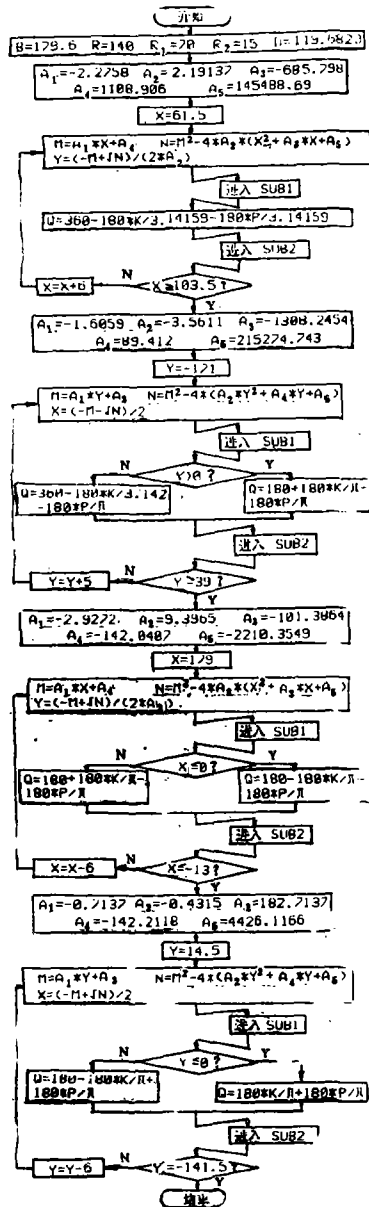 开始
B=179.6 R=140 R₁=70 R₂=15 D=119.6823
A₁=-2.2758 A₂=2.19137 A₃=-685.798
A₄=1108.906 A₅=145488.69
X=61.5
M=A₁*X+A₄ N=M²-4*A₂*(X²+A₃*X+A₅)
Y=(-M+√N)/(2*A₂)
进入 SUB1
Q=360-180*K/3.14159-180*P/3.14159
进入 SUB2
X=X+6
N
X≥103.5?
Y
A₁=-1.6059 A₂=-3.5611 A₃=-1308.2454
A₄=89.412 A₅=215274.743
Y=-121
M=A₁*Y+A₃ N=M²-4*(A₂*Y²+A₄*Y+A₅)
X=(-M-√N)/2
进入 SUB1
N
Y>0?
Y
Q=360-180*K/3.142
-180*P/π
Q=180+180*K/π-
180*P/π
进入 SUB2
Y=Y+5
N
Y≥39?
Y
A₁=-2.9272 A₂=9.3965 A₃=-101.3864
A₄=-142.0487 A₅=-2210.3549
X=179
M=A₁*X+A₄ N=M²-4*A₂*(X²+A₃*X+A₅)
Y=(-M+√N)/(2*A₂)
进入 SUB1
N
Y
Q=180+180*K/π-
180*P/π
Q=180-180*K/π-
180*P/π
进入 SUB2
X=X-6
N
X=-13?
Y
A₁=-0.7137 A₂=-0.4315 A₃=182.7137
A₄=-142.2118 A₅=4426.1166
Y=14.5
M=A₁*Y+A₃ N=M²-4*(A₂*Y²+A₄*Y+A₅)
X=(-M+√N)/2
进入 SUB1
N
Y≤0?
Y
Q=180-180*K/π+
180*P/π
Q=180*K/π+180*P/π
进入 SUB2
Y=Y-6
N
Y=-141.5?
Y